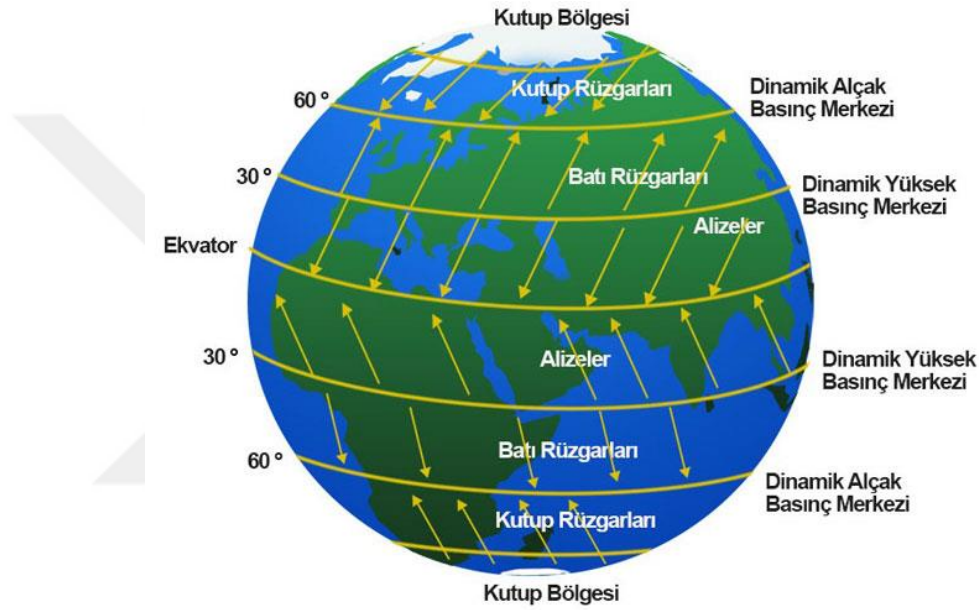 Kutup Bölgesi
Kutup Rüzgarları
60 °
Dinamik Alçak
Basınç Merkezi
30 °
Batı Rüzgarları
Dinamik Yüksek
Basınç Merkezi
Alizeler
Ekvator
30 °
Alizeler
Dinamik Yüksek
Basınç Merkezi
60 °
Batı Rüzgarları
Dinamik Alçak
Basınç Merkezi
Kutup Rüzgarları
Kutup Bölgesi